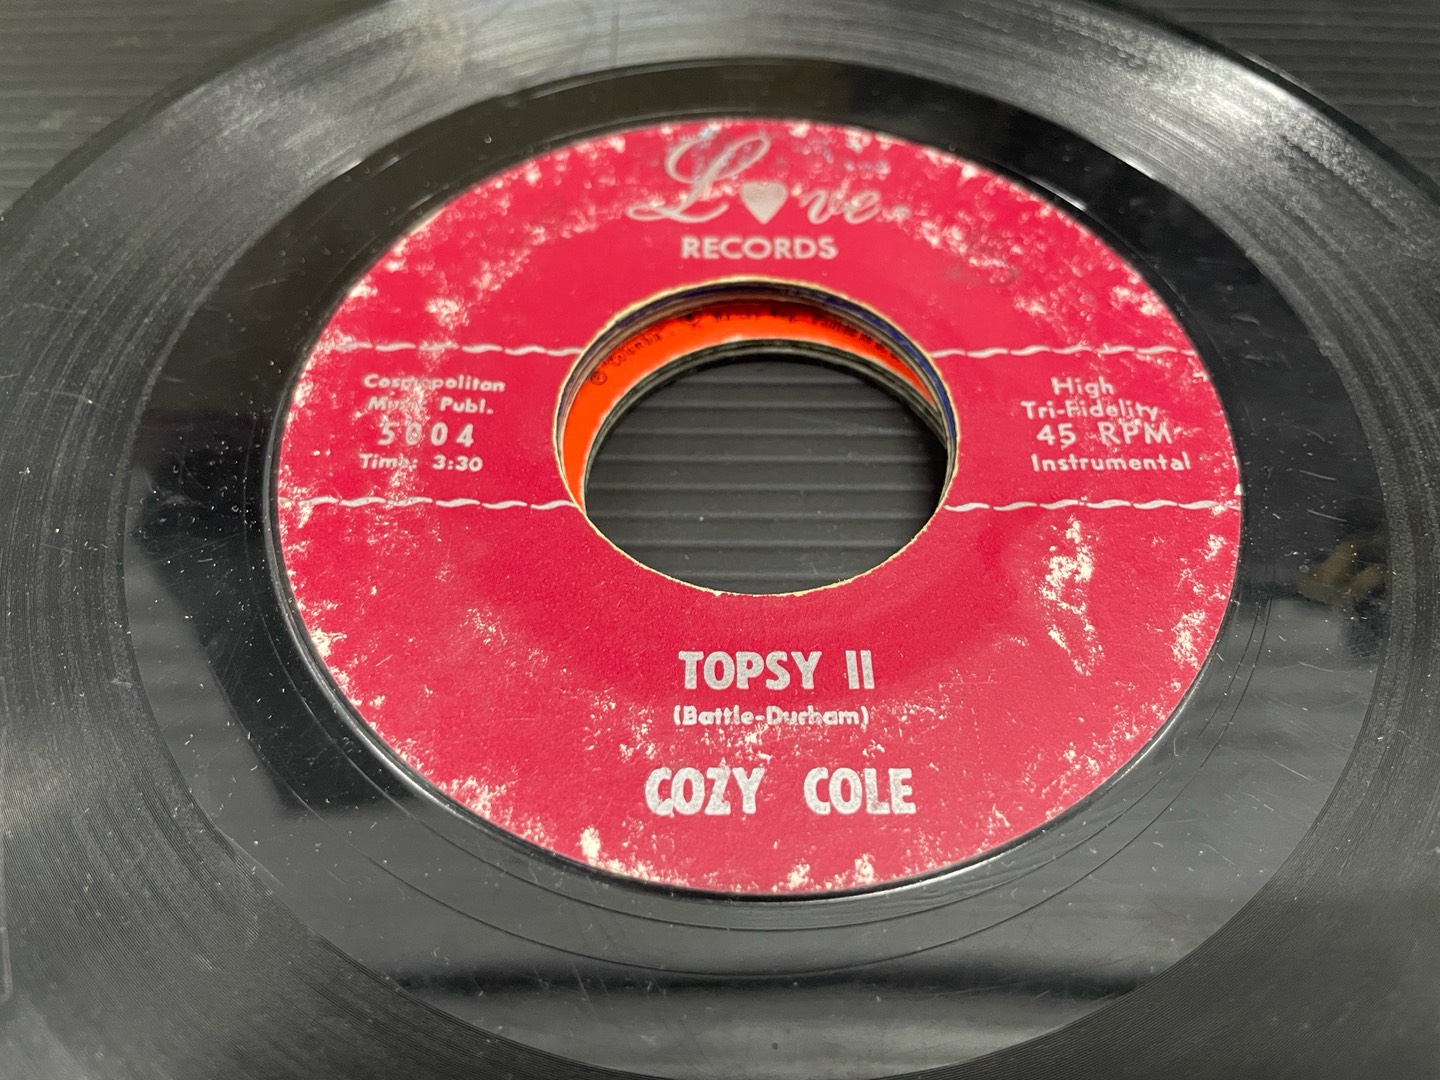 Love
RECORDS
Cosmopolitan
Music Publ.
5004
Time: 3:30
High
Tri-Fidelity
45 RPM
Instrumental
TOPSY II
(Battle-Durham)
COZY COLE